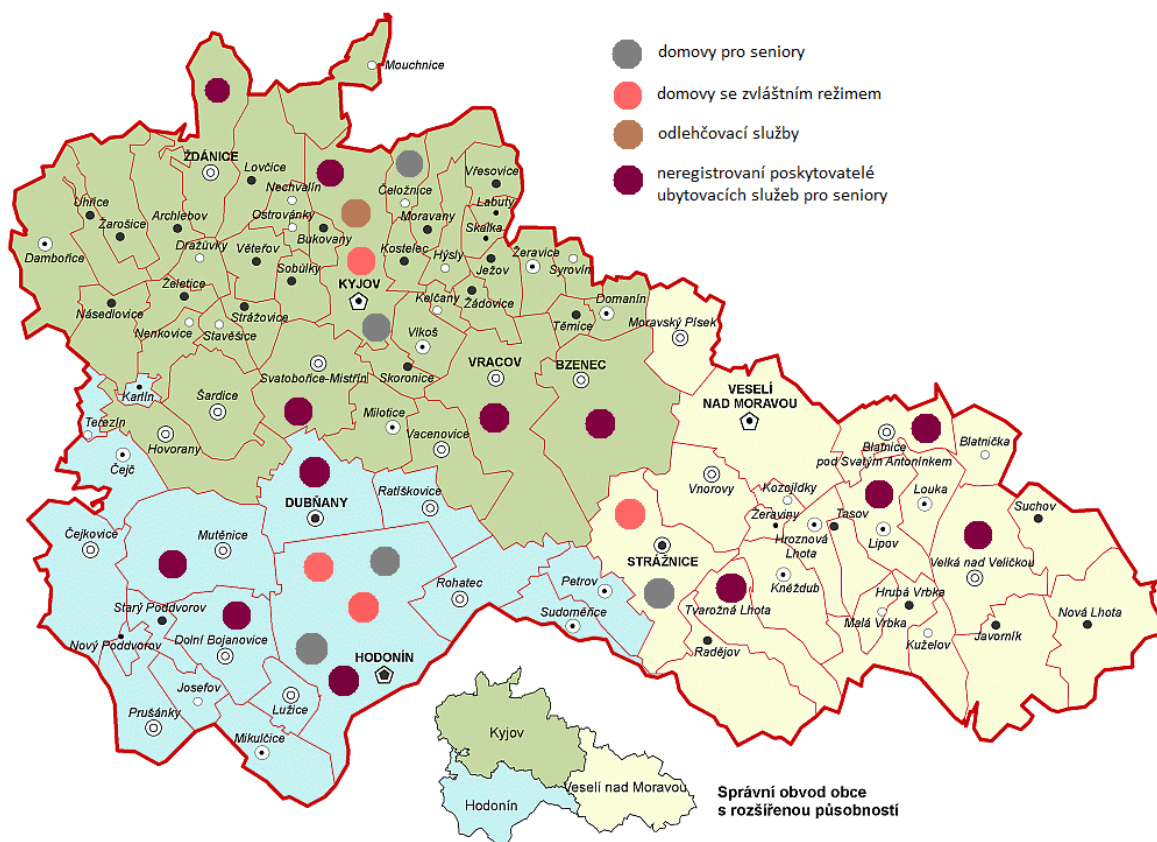 domovy pro seniory
domovy se zvláštním režimem
odlehčovací služby
neregistrovaní poskytovatelé
ubytovacích služeb pro seniory
Mouchnice
ŽDÁNICE
Lovčice
Nechvalín
Čeložnice
Vřesovice
Uhřice
Žarošice
Archlebov
Ostrovánky
Bukovany
Moravany
Labuty
Skalka
Dambořice
Dražůvky
Věteřov
Sobůlky
Kostelec
Hýsly
Ježov
Žeravice
Syrovín
KYJOV
Želetice
Kelčany
Žádovice
Domanín
Násedlovice
Nenkovice
Stavěšice
Strážovice
Vlkoš
Těmice
Moravský Písek
Svatobořice-Mistřín
Skoronice
VRACOV
BZENEC
Karlín
Šardice
VESELÍ
NAD MORAVOU
Terezín
Hovorany
Milotice
Vacenovice
Čejč
Blatnice
pod Svatým Antonínkem
Blatnička
DUBŇANY
Ratíškovice
Vnorovy
Kozojídky
Žeraviny
Hroznová
Lhota
Tasov
Louka
Lipov
Suchov
Čejkovice
Mutěnice
STRÁŽNICE
Velká nad Veličkou
Rohatec
Petrov
Kněždub
Tvarožná Lhota
Hrubá Vrbka
Malá Vrbka
Nová Lhota
Starý Poddvorov
Nový Poddvorov
Dolní Bojanovice
Sudoměřice
Radějov
Kuželov
Javorník
HODONÍN
Josefov
Lužice
Prušánky
Mikulčice
Kyjov
Hodonín
Veselí nad Moravou
Správní obvod obce
s rozšířenou působností